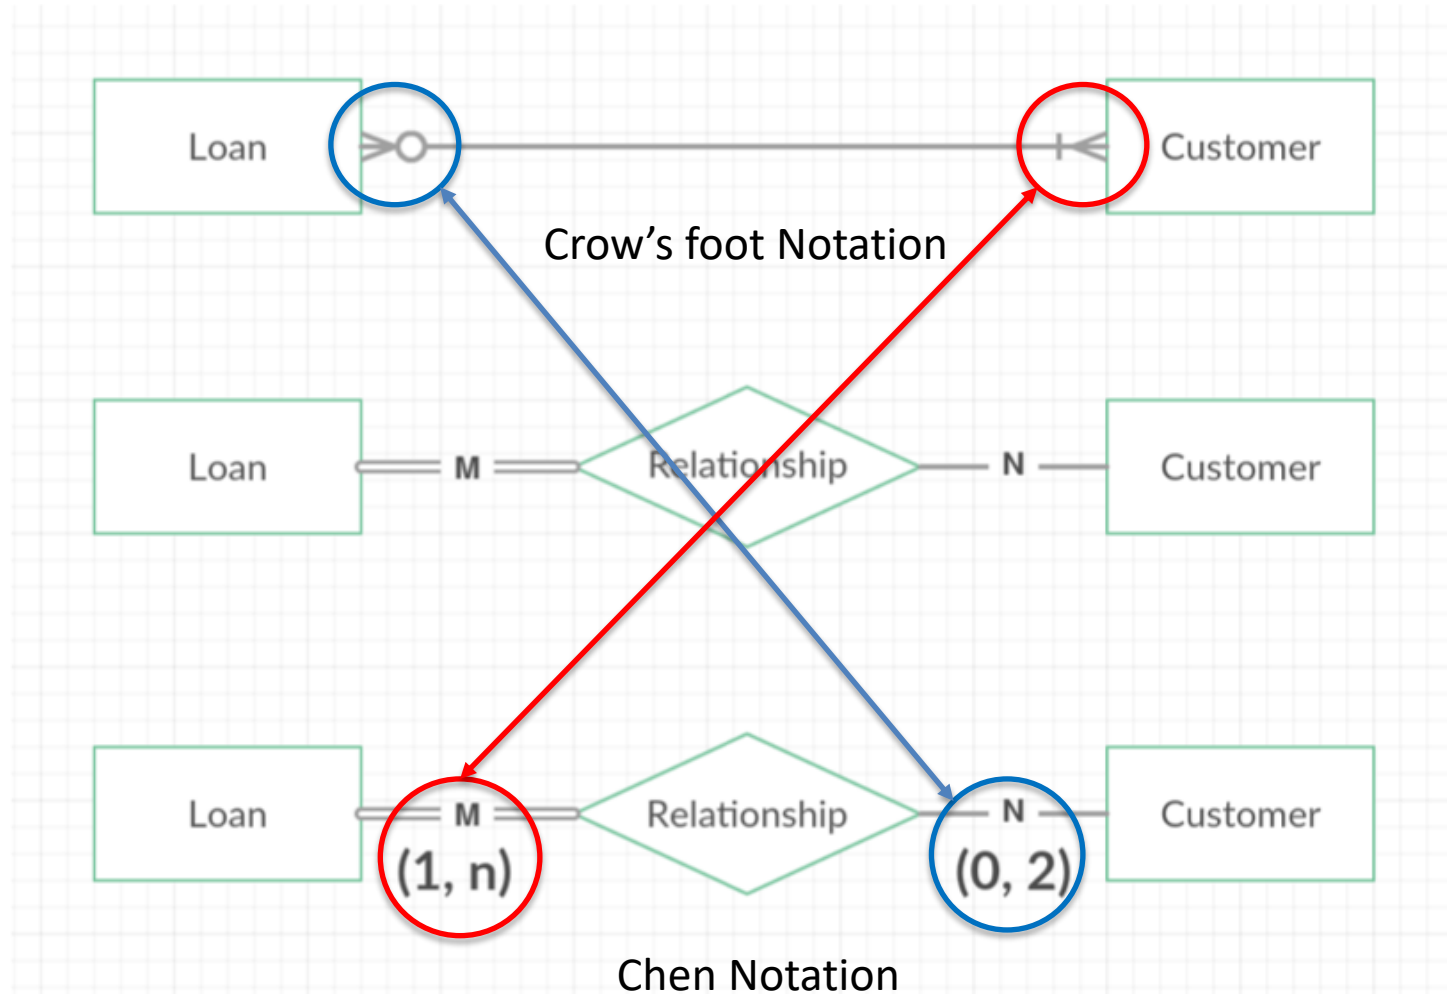 Loan Customer
Crow’s foot Notation
Loan M Relationship N Customer
Loan M Relationship N Customer
(1, n) (0, 2)
Chen Notation